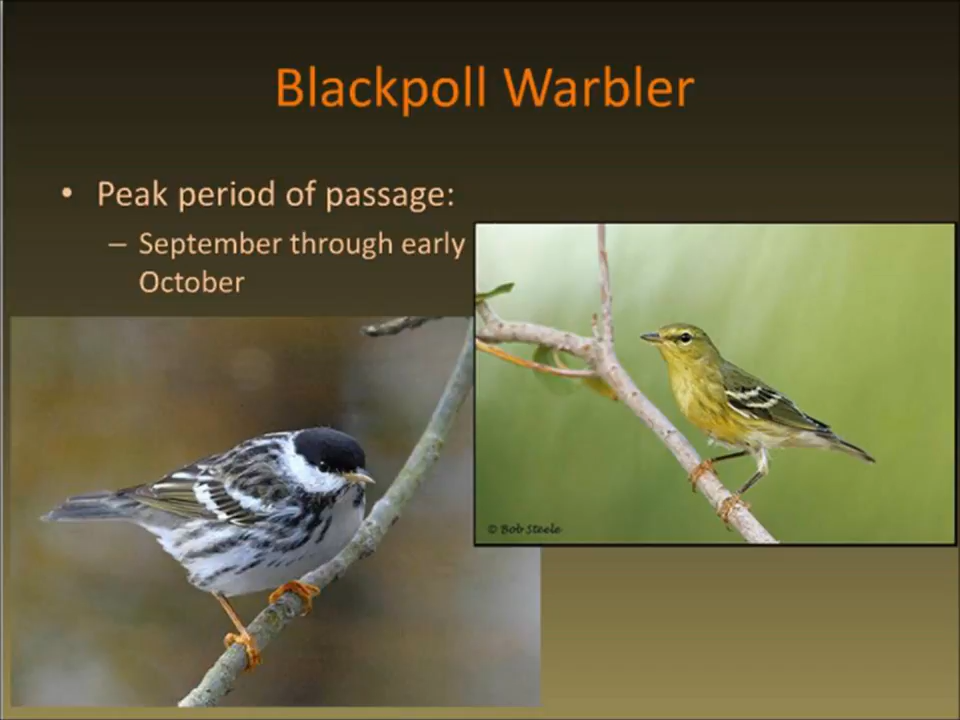 Blackpoll Warbler
• Peak period of passage:
– September through early
October
© Bob Steele